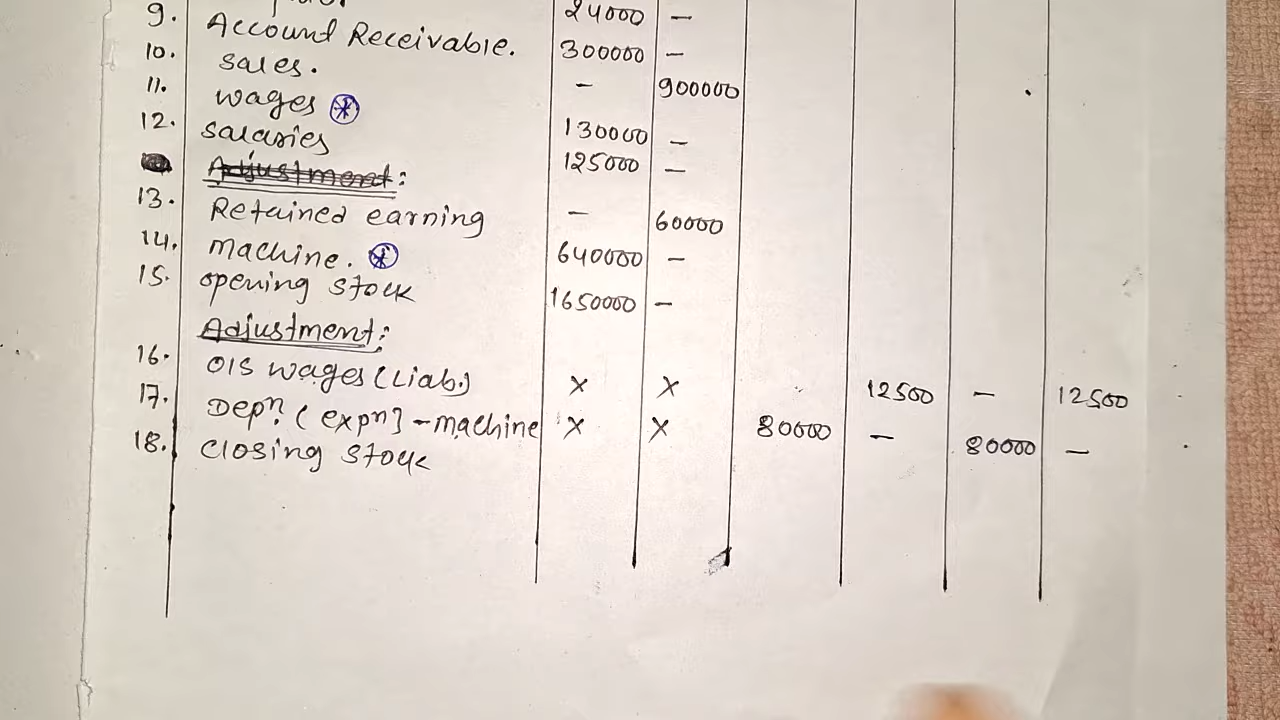 9. 24000 —
Account Receivable. 300000 —
10. sales. — 900000
11. wages * 130000 —
12. salaries 125000 —
Adjustment:
13. Retained earning — 60000
14. machine. * 640000 —
15. opening stock 1650000 —
Adjustment:
16. O/S wages (Liab.) × × - 12500 — 12500
17. Depn. (expn] - machine × × 80000 — 80000 —
18. closing stock